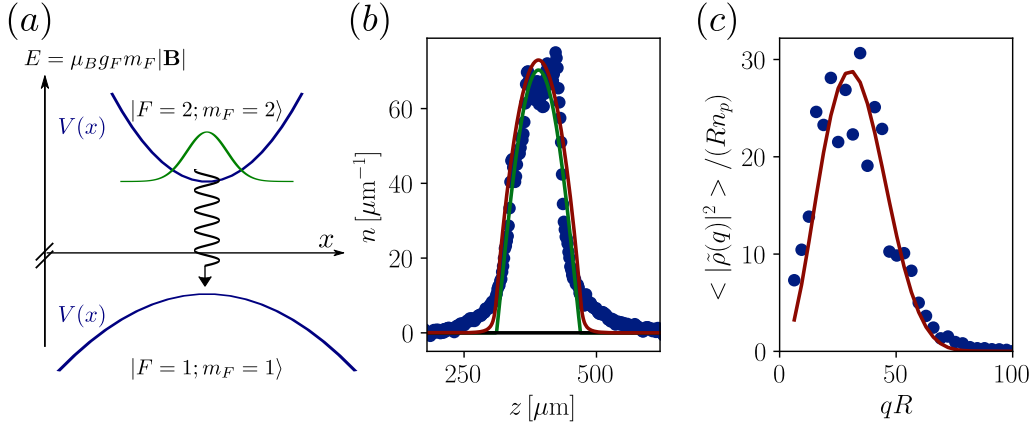 (a)
E = μ_B g_F m_F|B|
|F = 2; m_F = 2⟩
V(x)
x
V(x)
|F = 1; m_F = 1⟩
(b)
n [μm⁻¹]
60
40
20
0
250
500
z [μm]
(c)
< |ρ̃(q)|² > /(Rn_p)
30
20
10
0
0
50
100
qR